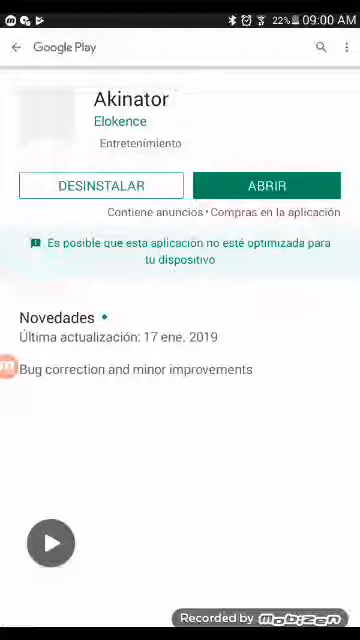 22% 09:00 AM
Google Play
Akinator
Elokence
Entretenimiento
DESINSTALAR
ABRIR
Contiene anuncios • Compras en la aplicación
Es posible que esta aplicación no esté optimizada para
tu dispositivo
Novedades •
Última actualización: 17 ene. 2019
Bug correction and minor improvements
Recorded by mobizen